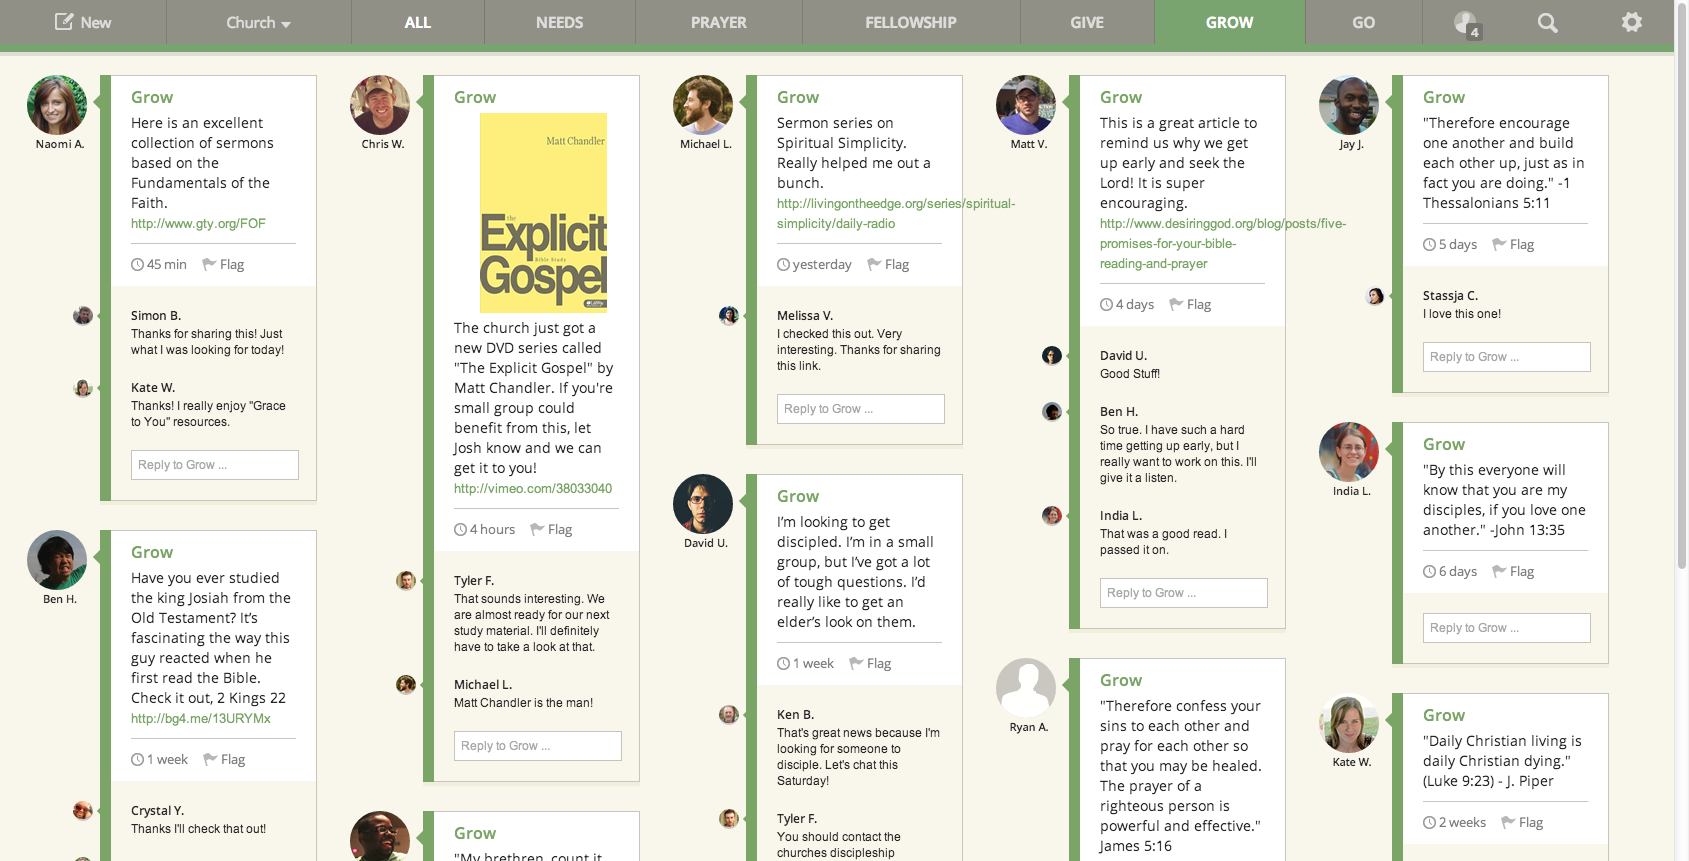 New
Church
ALL
NEEDS
PRAYER
FELLOWSHIP
GIVE
GROW
GO
4
Naomi A.
Grow
Here is an excellent
collection of sermons
based on the
Fundamentals of the
Faith.
http://www.gty.org/FOF
45 min Flag
Simon B.
Thanks for sharing this! Just
what I was looking for today!
Kate W.
Thanks! I really enjoy "Grace
to You" resources.
Reply to Grow ...
Ben H.
Grow
Have you ever studied
the king Josiah from the
Old Testament? It's
fascinating the way this
guy reacted when he
first read the Bible.
Check it out, 2 Kings 22
http://bg4.me/13URYMx
1 week Flag
Crystal Y.
Thanks I'll check that out!
Chris W.
Grow
Matt Chandler
the
Explicit
Bible Study
Gospel
The church just got a
new DVD series called
"The Explicit Gospel" by
Matt Chandler. If you're
small group could
benefit from this, let
Josh know and we can
get it to you!
http://vimeo.com/38033040
4 hours Flag
Tyler F.
That sounds interesting. We
are almost ready for our next
study material. I'll definitely
have to take a look at that.
Michael L.
Matt Chandler is the man!
Reply to Grow ...
Grow
"My brethren, count it
Michael L.
Grow
Sermon series on
Spiritual Simplicity.
Really helped me out a
bunch.
http://livingontheedge.org/series/spiritual-
simplicity/daily-radio
yesterday Flag
Melissa V.
I checked this out. Very
interesting. Thanks for sharing
this link.
Reply to Grow ...
David U.
Grow
I'm looking to get
discipled. I'm in a small
group, but I've got a lot
of tough questions. I'd
really like to get an
elder's look on them.
1 week Flag
Ken B.
That's great news because I'm
looking for someone to
disciple. Let's chat this
Saturday!
Tyler F.
You should contact the
churches discipleship
Matt V.
Grow
This is a great article to
remind us why we get
up early and seek the
Lord! It is super
encouraging.
http://www.desiringgod.org/blog/posts/five-
promises-for-your-bible-
reading-and-prayer
4 days Flag
David U.
Good Stuff!
Ben H.
So true. I have such a hard
time getting up early, but I
really want to work on this. I'll
give it a listen.
India L.
That was a good read. I
passed it on.
Reply to Grow ...
Ryan A.
Grow
"Therefore confess your
sins to each other and
pray for each other so
that you may be healed.
The prayer of a
righteous person is
powerful and effective."
James 5:16
Jay J.
Grow
"Therefore encourage
one another and build
each other up, just as in
fact you are doing." -1
Thessalonians 5:11
5 days Flag
Stassja C.
I love this one!
Reply to Grow ...
India L.
Grow
"By this everyone will
know that you are my
disciples, if you love one
another." -John 13:35
6 days Flag
Reply to Grow ...
Kate W.
Grow
"Daily Christian living is
daily Christian dying."
(Luke 9:23) - J. Piper
2 weeks Flag